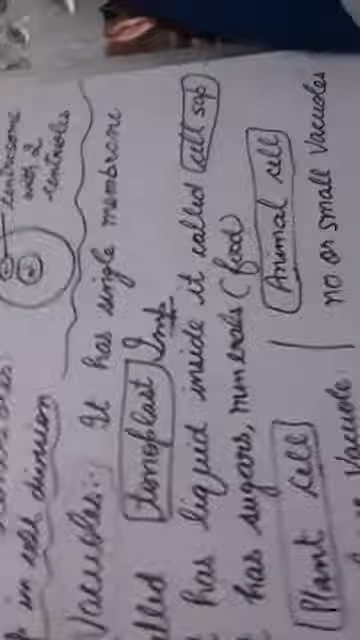 centrosome
with 2
centrioles
in cell division
Vacuoles:- It has single membrane
called tonoplast Imp
has liquid inside it called cell sap
has sugars, minerals (food)
Plant cell | Animal cell
Vacuole no or small Vacuoles